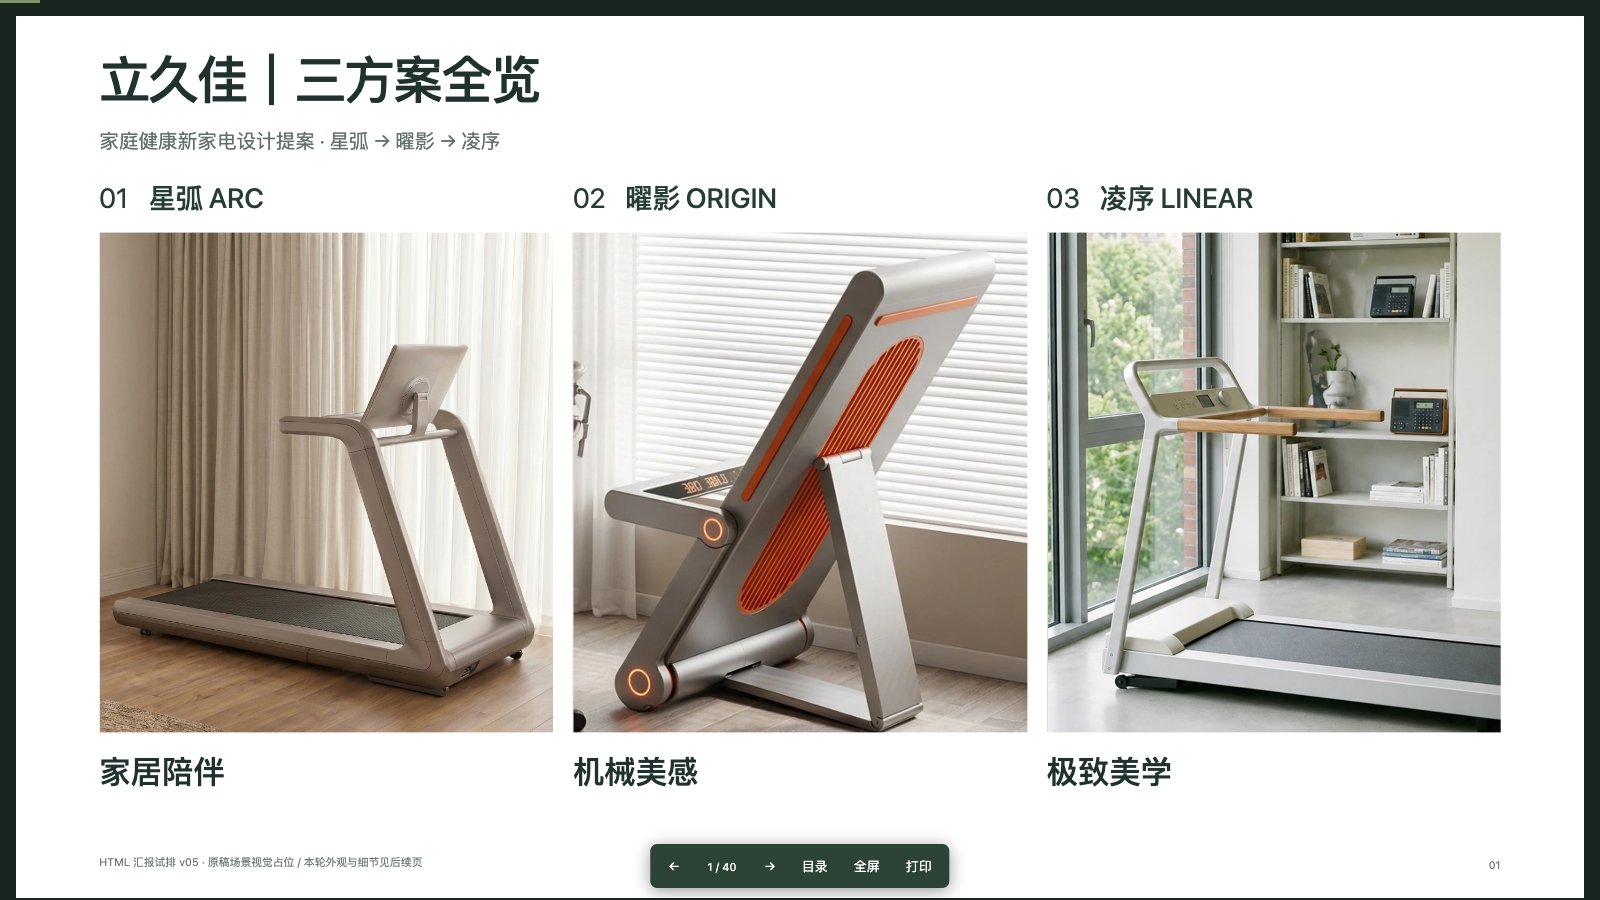 立久佳｜三方案全览
家庭健康新家电设计提案 · 星弧 → 曜影 → 凌序
01 星弧 ARC
02 曜影 ORIGIN
03 凌序 LINEAR
家居陪伴
机械美感
极致美学
HTML 汇报试排 v05 · 原稿场景视觉占位 / 本轮外观与细节见后续页
← 1 / 40 → 目录 全屏 打印
01